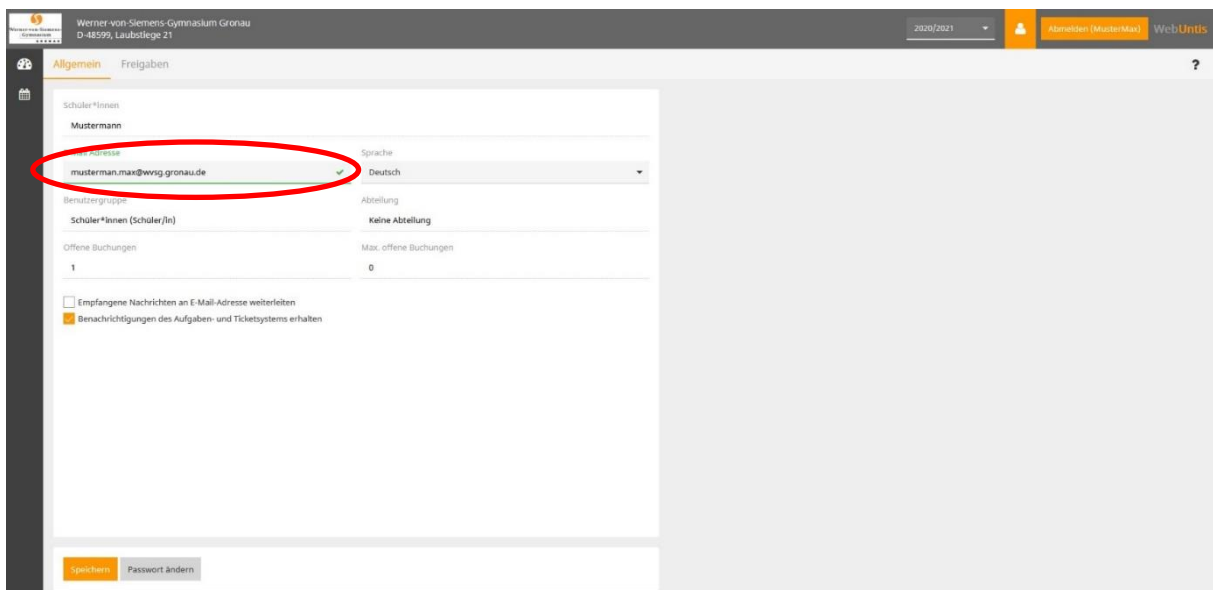 Werner-von-Siemens-Gymnasium Gronau
D-48599, Laubstiege 21
2020/2021
Abmelden (MusterMax)
WebUntis
Allgemein Freigaben ?
Schüler*Innen
Mustermann
Adresse Sprache
musterman.max@wvsg.gronau.de Deutsch
Benutzergruppe Abteilung
Schüler*innen (Schüler/in) Keine Abteilung
Offene Buchungen Max. offene Buchungen
1 0
Empfangene Nachrichten an E-Mail-Adresse weiterleiten
Benachrichtigungen des Aufgaben- und Ticketsystems erhalten
Speichern Passwort ändern